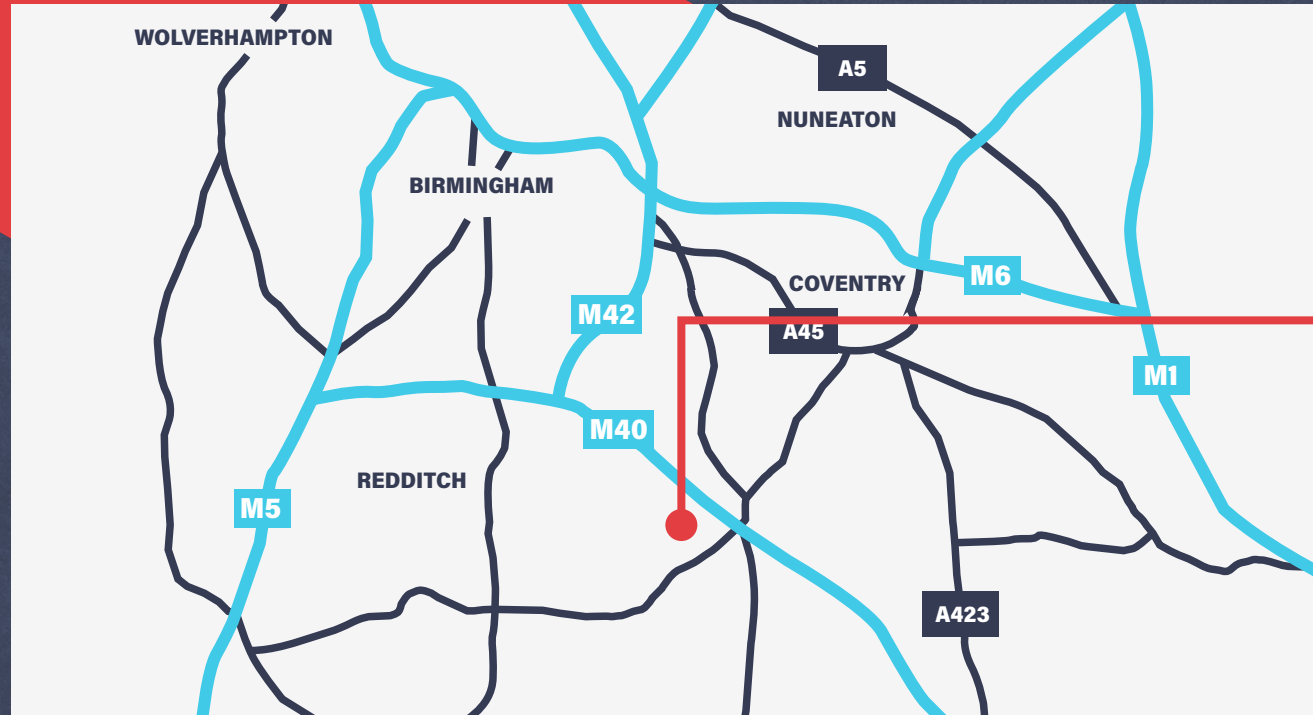 WOLVERHAMPTON
A5
NUNEATON
BIRMINGHAM
COVENTRY
M6
M42
A45
M1
M40
REDDITCH
M5
A423